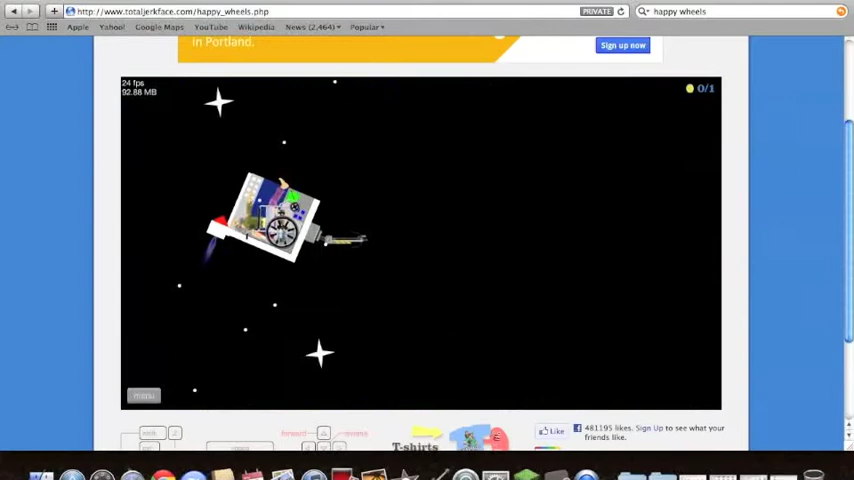 http://www.totaljerkface.com/happy_wheels.php
PRIVATE
happy wheels
Apple Yahoo! Google Maps YouTube Wikipedia News (2,464) Popular
in Portland.
Sign up now
24 fps
92.88 MB
0/1
menu
forward
reverse
Z
T-shirts
Like
481195 likes. Sign Up to see what your
friends like.